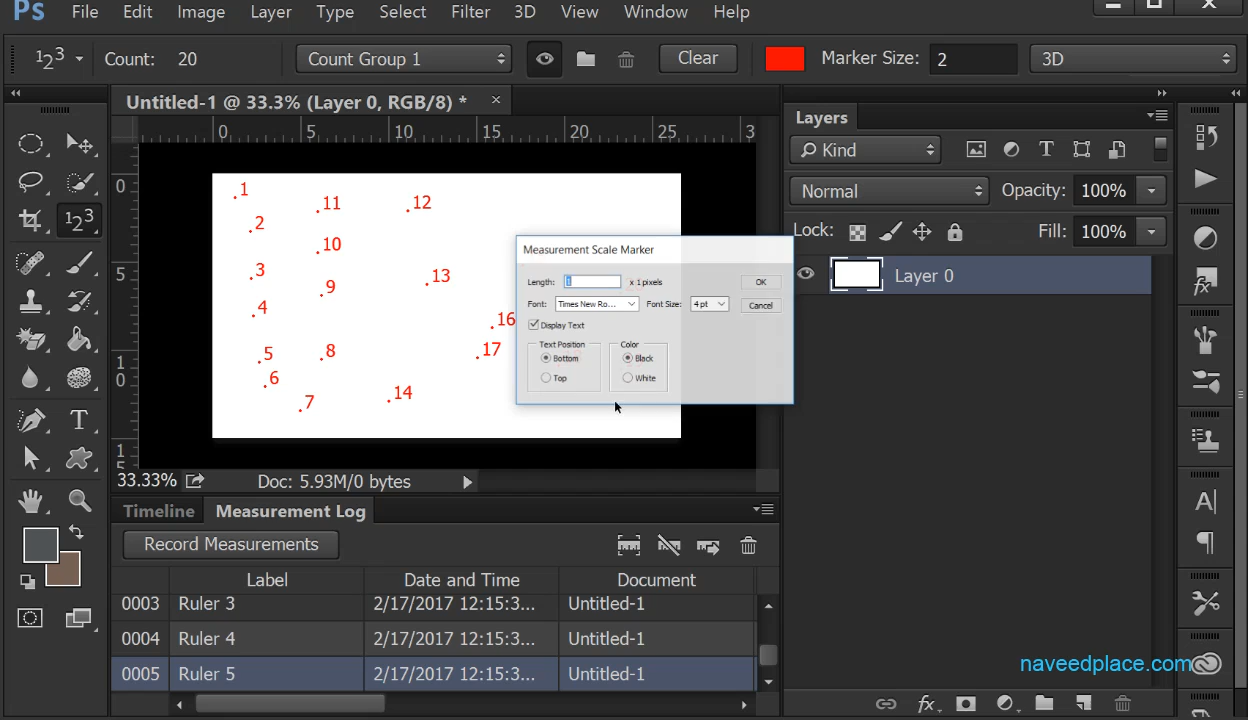 Ps File Edit Image Layer Type Select Filter 3D View Window Help
123 Count: 20 Count Group 1 Clear Marker Size: 2 3D
Untitled-1 @ 33.3% (Layer 0, RGB/8) * ×
0 5 10 15 20 25 3
0
5
10
15
1
2
3
4
5
6
7
8
9
10
11
12
13
14
16
17
Measurement Scale Marker
Length: 1 x 1 pixels OK
Font: Times New Ro... Font Size: 4 pt Cancel
Display Text
Text Position Color
Bottom Black
Top White
33.33% Doc: 5.93M/0 bytes
Timeline Measurement Log
Record Measurements
Label Date and Time Document
0003 Ruler 3 2/17/2017 12:15:3... Untitled-1
0004 Ruler 4 2/17/2017 12:15:3... Untitled-1
0005 Ruler 5 2/17/2017 12:15:3... Untitled-1
Layers
Kind
Normal Opacity: 100%
Lock: Fill: 100%
Layer 0
naveedplace.com